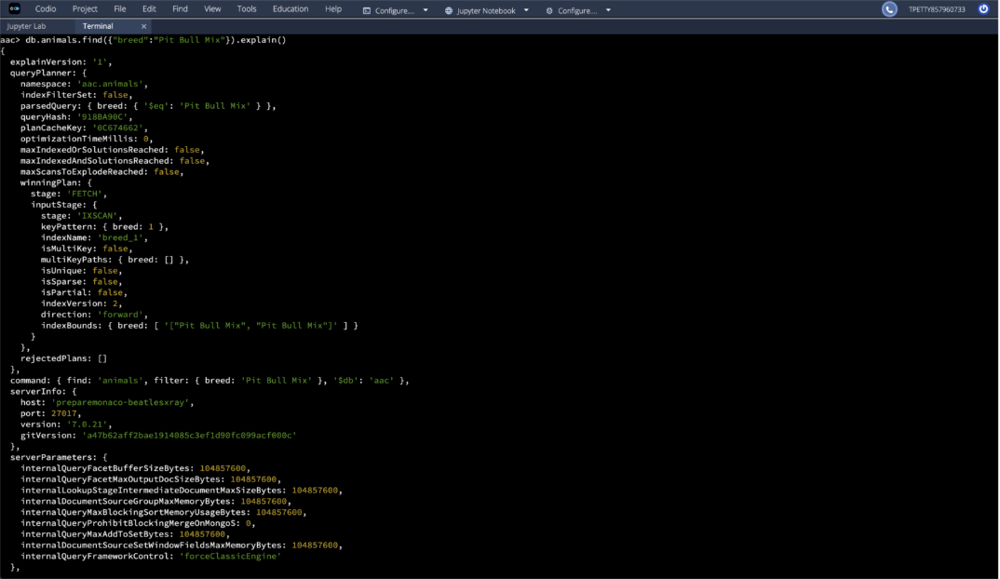 Codio Project File Edit Find View Tools Education Help Configure.... Jupyter Notebook Configure.... TPETTY857960733
Jupyter Lab Terminal ×
aac> db.animals.find({"breed":"Pit Bull Mix"}).explain()
{
  explainVersion: '1',
  queryPlanner: {
    namespace: 'aac.animals',
    indexFilterSet: false,
    parsedQuery: { breed: { '$eq': 'Pit Bull Mix' } },
    queryHash: '918BA90C',
    planCacheKey: '0C674662',
    optimizationTimeMillis: 0,
    maxIndexedOrSolutionsReached: false,
    maxIndexedAndSolutionsReached: false,
    maxScansToExplodeReached: false,
    winningPlan: {
      stage: 'FETCH',
      inputStage: {
        stage: 'IXSCAN',
        keyPattern: { breed: 1 },
        indexName: 'breed_1',
        isMultiKey: false,
        multiKeyPaths: { breed: [] },
        isUnique: false,
        isSparse: false,
        isPartial: false,
        indexVersion: 2,
        direction: 'forward',
        indexBounds: { breed: [ '["Pit Bull Mix", "Pit Bull Mix"]' ] }
      }
    },
    rejectedPlans: []
  },
  command: { find: 'animals', filter: { breed: 'Pit Bull Mix' }, '$db': 'aac' },
  serverInfo: {
    host: 'preparemonaco-beatlesxray',
    port: 27017,
    version: '7.0.21',
    gitVersion: 'a47b62aff2bae1914085c3ef1d90fc099acf000c'
  },
  serverParameters: {
    internalQueryFacetBufferSizeBytes: 104857600,
    internalQueryFacetMaxOutputDocSizeBytes: 104857600,
    internalLookupStageIntermediateDocumentMaxSizeBytes: 104857600,
    internalDocumentSourceGroupMaxMemoryBytes: 104857600,
    internalQueryMaxBlockingSortMemoryUsageBytes: 104857600,
    internalQueryProhibitBlockingMergeOnMongoS: 0,
    internalQueryMaxAddToSetBytes: 104857600,
    internalDocumentSourceSetWindowFieldsMaxMemoryBytes: 104857600,
    internalQueryFrameworkControl: 'forceClassicEngine'
  },